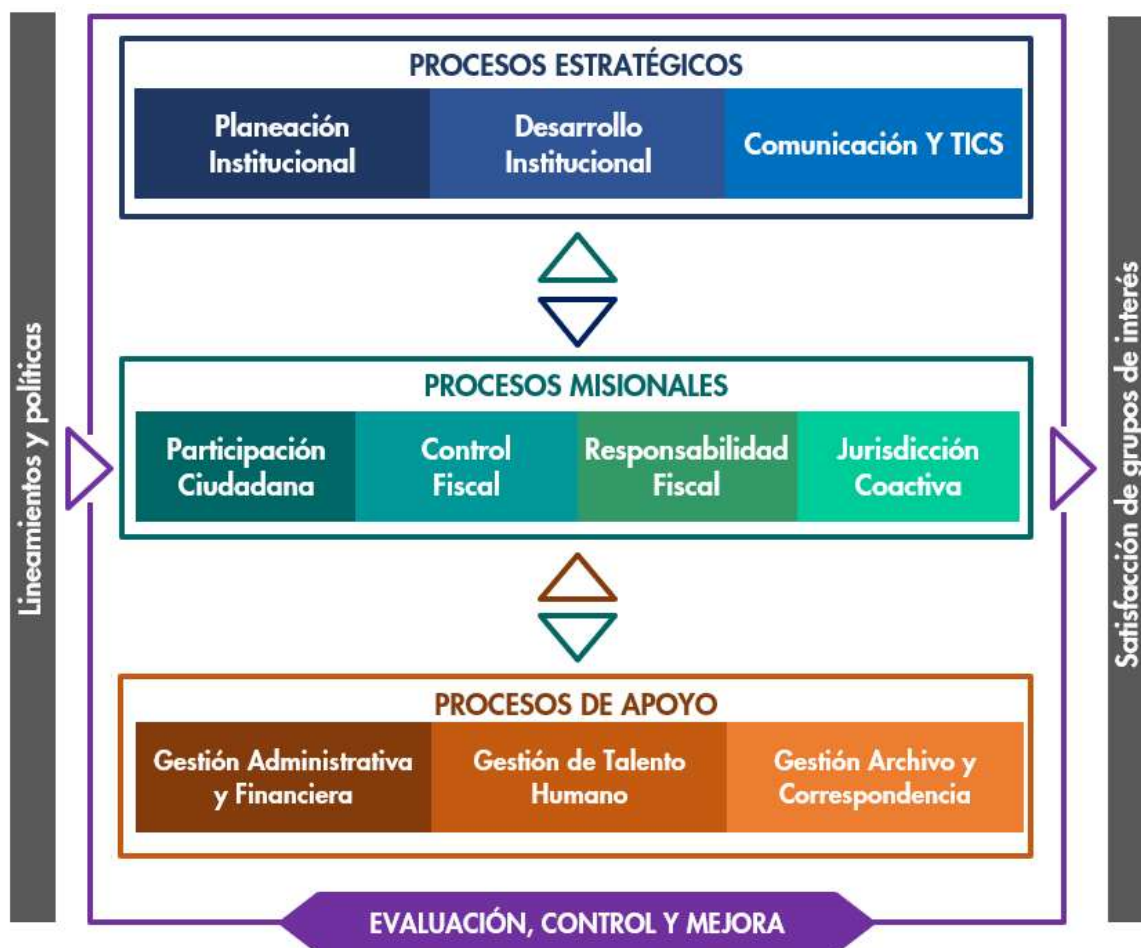 Lineamientos y políticas
PROCESOS ESTRATÉGICOS
Planeación
Institucional
Desarrollo
Institucional
Comunicación Y TICS
PROCESOS MISIONALES
Participación
Ciudadana
Control
Fiscal
Responsabilidad
Fiscal
Jurisdicción
Coactiva
PROCESOS DE APOYO
Gestión Administrativa
y Financiera
Gestión de Talento
Humano
Gestión Archivo y
Correspondencia
EVALUACIÓN, CONTROL Y MEJORA
Satisfacción de grupos de interés